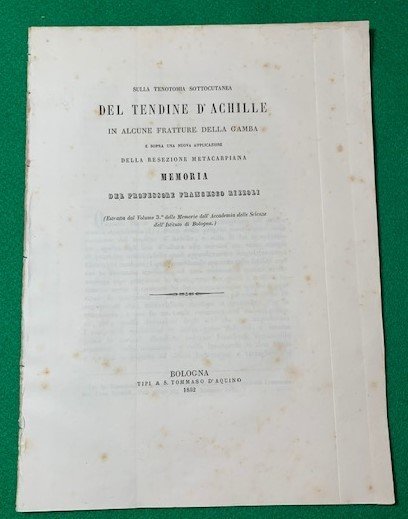 SULLA TENOTOMIA SOTTOCUTANEA
DEL TENDINE D'ACHILLE
IN ALCUNE FRATTURE DELLA GAMBA
E SOPRA UNA NUOVA APPLICAZIONE
DELLA RESEZIONE METACARPIANA
MEMORIA
DEL PROFESSORE FRANCESCO RIZZOLI
(Estratta dal Volume 3.° delle Memorie dell' Accademia delle Scienze
dell' Istituto di Bologna.)
BOLOGNA
TIPI A S. TOMMASO D'AQUINO
1852